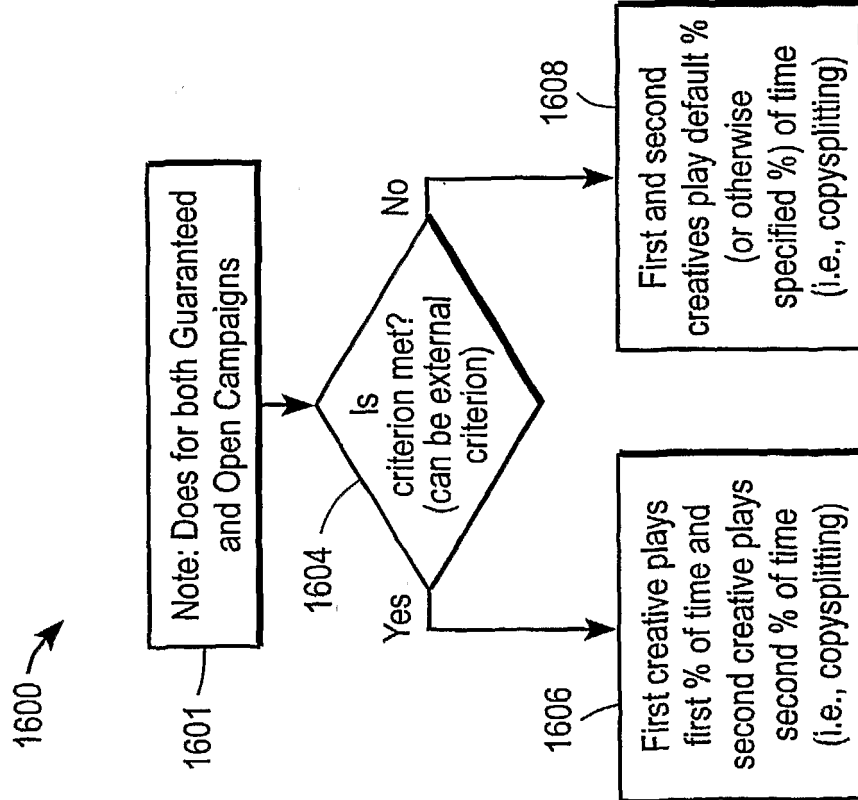 1600
1601
Note: Does for both Guaranteed
and Open Campaigns
1604
Is
criterion met?
(can be external
criterion)
Yes
No
1606
First creative plays
first % of time and
second creative plays
second % of time
(i.e., copysplitting)
1608
First and second
creatives play default %
(or otherwise
specified %) of time
(i.e., copysplitting)